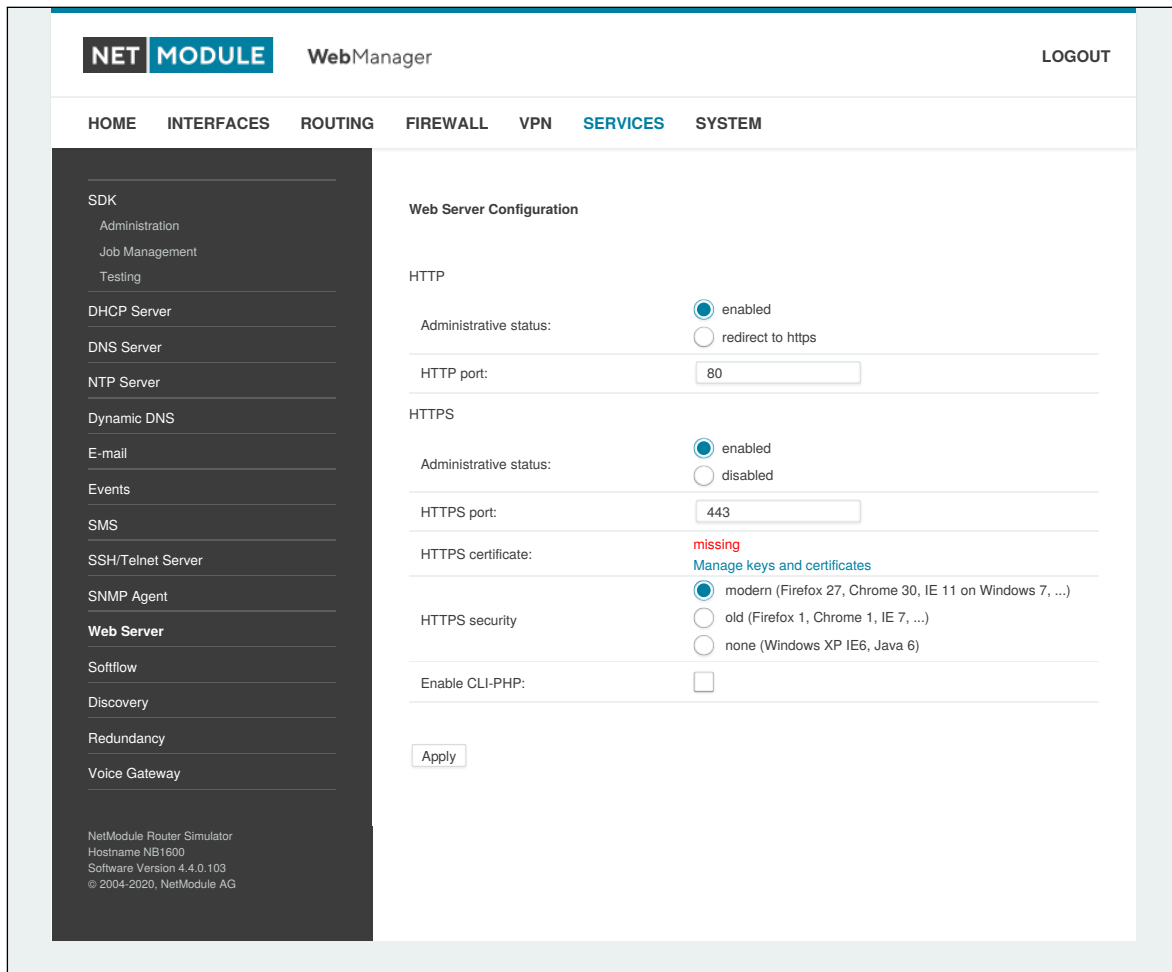 NET MODULE WebManager LOGOUT
HOME INTERFACES ROUTING FIREWALL VPN SERVICES SYSTEM
SDK
Administration
Job Management
Testing
DHCP Server
DNS Server
NTP Server
Dynamic DNS
E-mail
Events
SMS
SSH/Telnet Server
SNMP Agent
Web Server
Softflow
Discovery
Redundancy
Voice Gateway
NetModule Router Simulator
Hostname NB1600
Software Version 4.4.0.103
© 2004-2020, NetModule AG
Web Server Configuration
HTTP
Administrative status:
enabled
redirect to https
HTTP port: 80
HTTPS
Administrative status:
enabled
disabled
HTTPS port: 443
HTTPS certificate:
missing
Manage keys and certificates
HTTPS security
modern (Firefox 27, Chrome 30, IE 11 on Windows 7, ...)
old (Firefox 1, Chrome 1, IE 7, ...)
none (Windows XP IE6, Java 6)
Enable CLI-PHP:
Apply